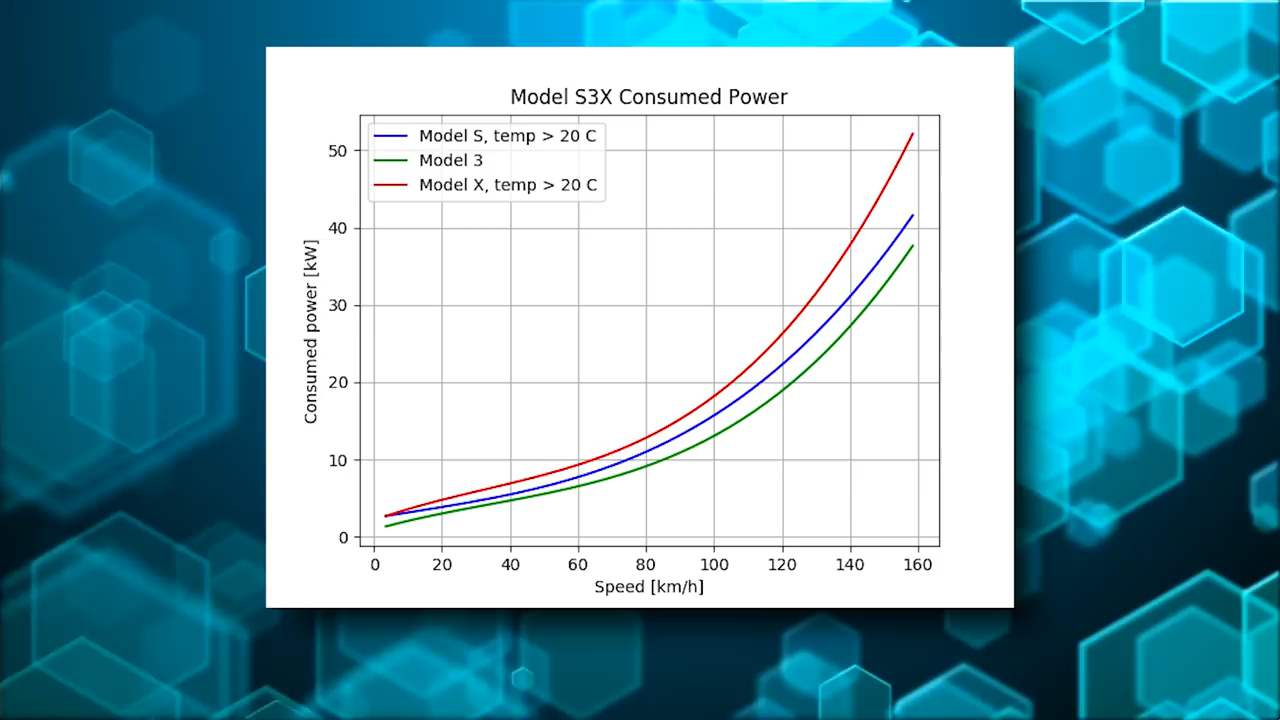 Model S3X Consumed Power
Model S, temp > 20 C
Model 3
Model X, temp > 20 C
Consumed power [kW]
50
40
30
20
10
0
0 20 40 60 80 100 120 140 160
Speed [km/h]